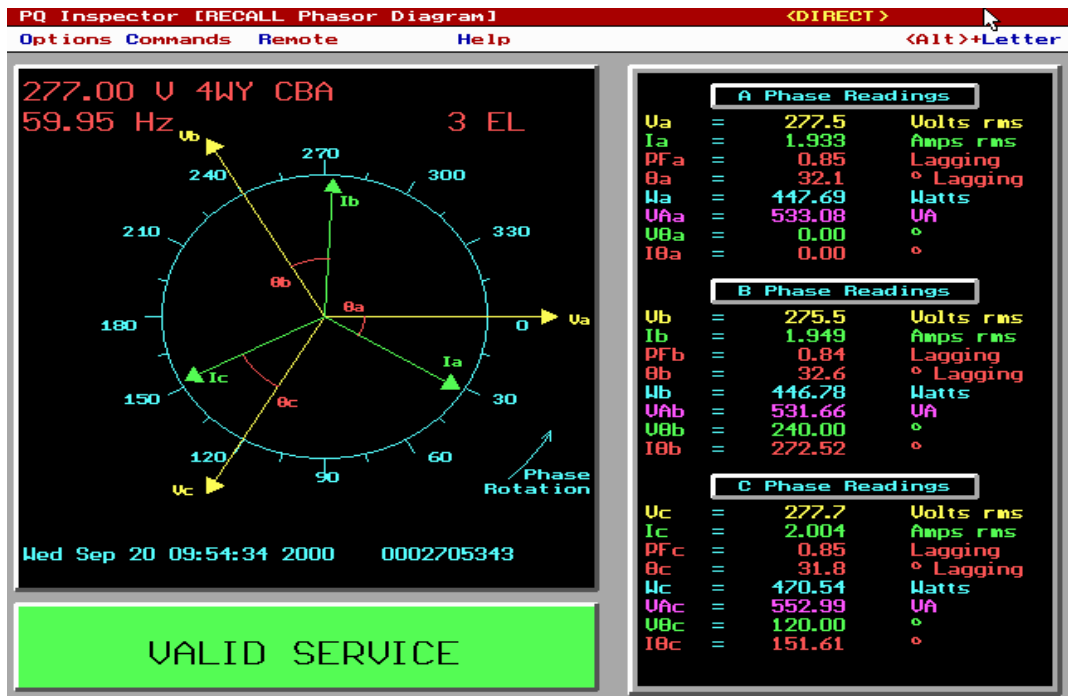 PQ Inspector [RECALL Phasor Diagram] <DIRECT>
Options Commands Remote Help <Alt>+Letter
277.00 V 4WY CBA
59.95 Hz 3 EL
Vb
270
240 300
Ib
210 330
θb
θa
180 0 Va
Ia
Ic
150 θc 30
120 60
90
Vc
Phase
Rotation
Wed Sep 20 09:54:34 2000 0002705343
VALID SERVICE
A Phase Readings
Va = 277.5 Volts rms
Ia = 1.933 Amps rms
PFa = 0.85 Lagging
θa = 32.1 ° Lagging
Wa = 447.69 Watts
VAa = 533.08 VA
Vθa = 0.00 °
Iθa = 0.00 °
B Phase Readings
Vb = 275.5 Volts rms
Ib = 1.949 Amps rms
PFb = 0.84 Lagging
θb = 32.6 ° Lagging
Wb = 446.78 Watts
VAb = 531.66 VA
Vθb = 240.00 °
Iθb = 272.52 °
C Phase Readings
Vc = 277.7 Volts rms
Ic = 2.004 Amps rms
PFc = 0.85 Lagging
θc = 31.8 ° Lagging
Wc = 470.54 Watts
VAc = 552.99 VA
Vθc = 120.00 °
Iθc = 151.61 °